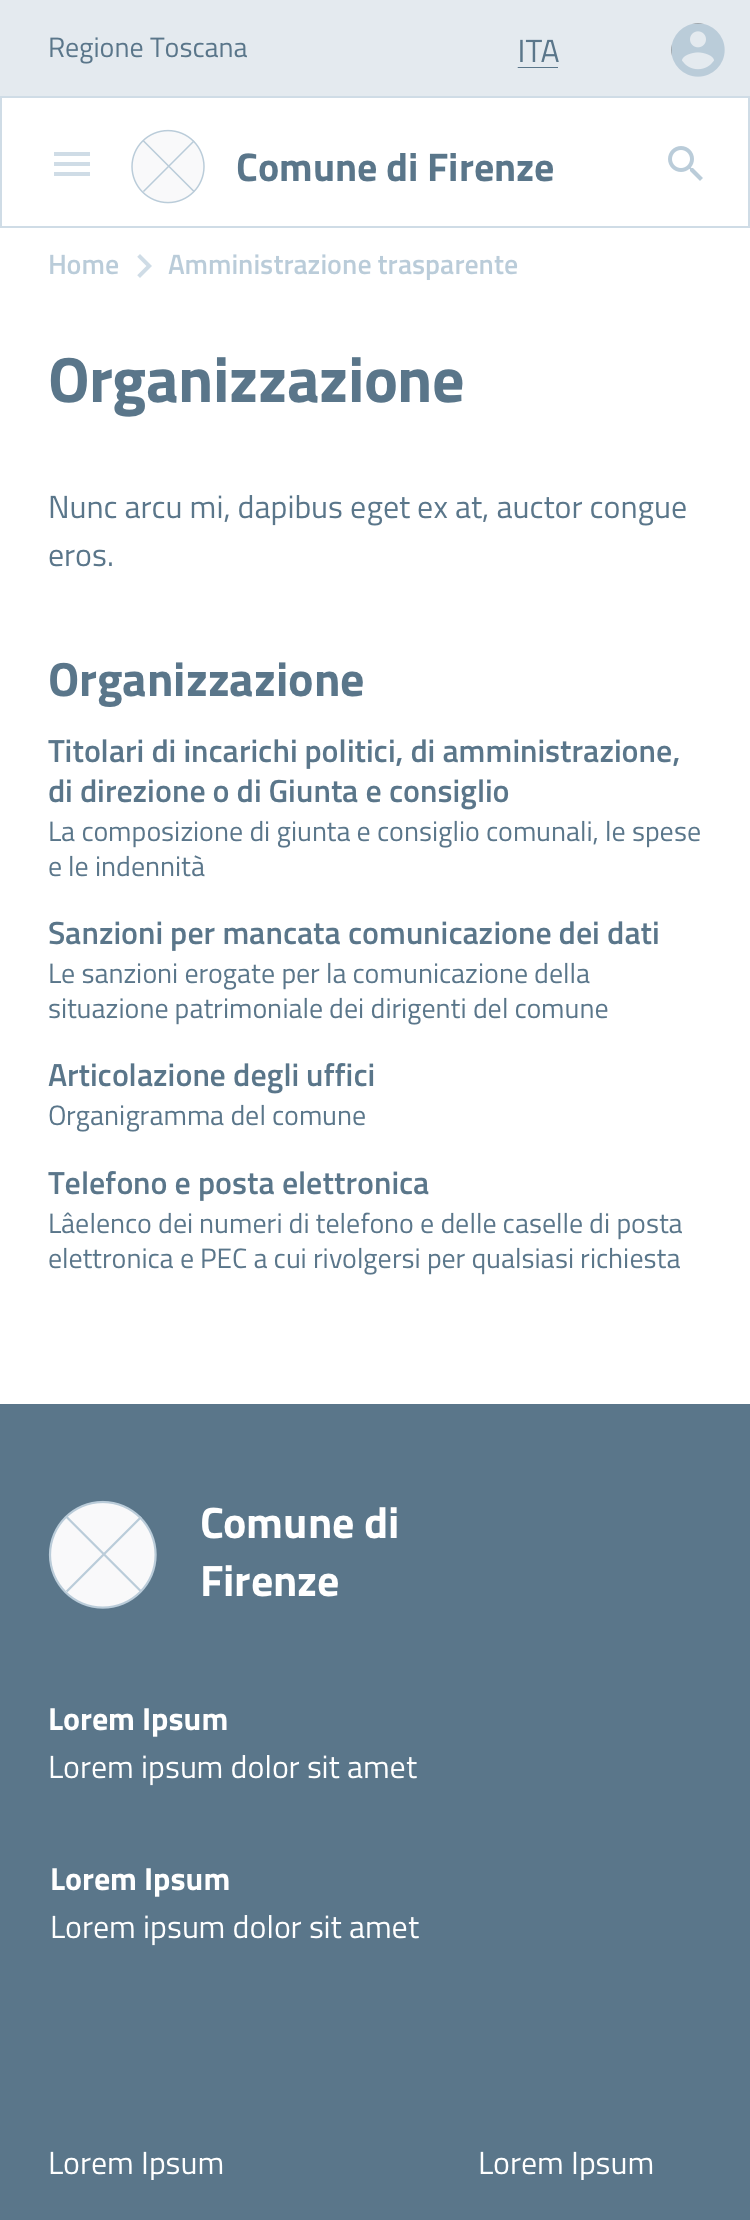 Regione Toscana
ITA
Comune di Firenze
Home
Amministrazione trasparente
Organizzazione
Nunc arcu mi, dapibus eget ex at, auctor congue
eros.
Organizzazione
Titolari di incarichi politici, di amministrazione,
di direzione o di Giunta e consiglio
La composizione di giunta e consiglio comunali, le spese
e le indennità
Sanzioni per mancata comunicazione dei dati
Le sanzioni erogate per la comunicazione della
situazione patrimoniale dei dirigenti del comune
Articolazione degli uffici
Organigramma del comune
Telefono e posta elettronica
Lâelenco dei numeri di telefono e delle caselle di posta
elettronica e PEC a cui rivolgersi per qualsiasi richiesta
Comune di
Firenze
Lorem Ipsum
Lorem ipsum dolor sit amet
Lorem Ipsum
Lorem ipsum dolor sit amet
Lorem Ipsum
Lorem Ipsum